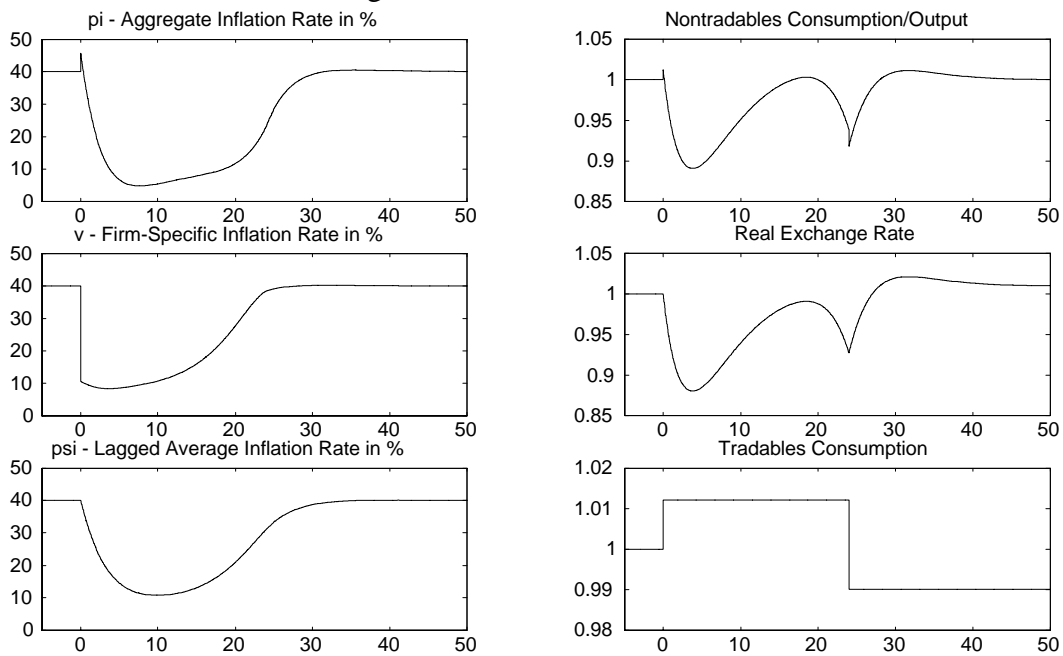 pi - Aggregate Inflation Rate in %
50
40
30
20
10
0
0 10 20 30 40 50
v - Firm-Specific Inflation Rate in %
50
40
30
20
10
0
0 10 20 30 40 50
psi - Lagged Average Inflation Rate in %
50
40
30
20
10
0
0 10 20 30 40 50
Nontradables Consumption/Output
1.05
1
0.95
0.9
0.85
0 10 20 30 40 50
Real Exchange Rate
1.05
1
0.95
0.9
0.85
0 10 20 30 40 50
Tradables Consumption
1.02
1.01
1
0.99
0.98
0 10 20 30 40 50